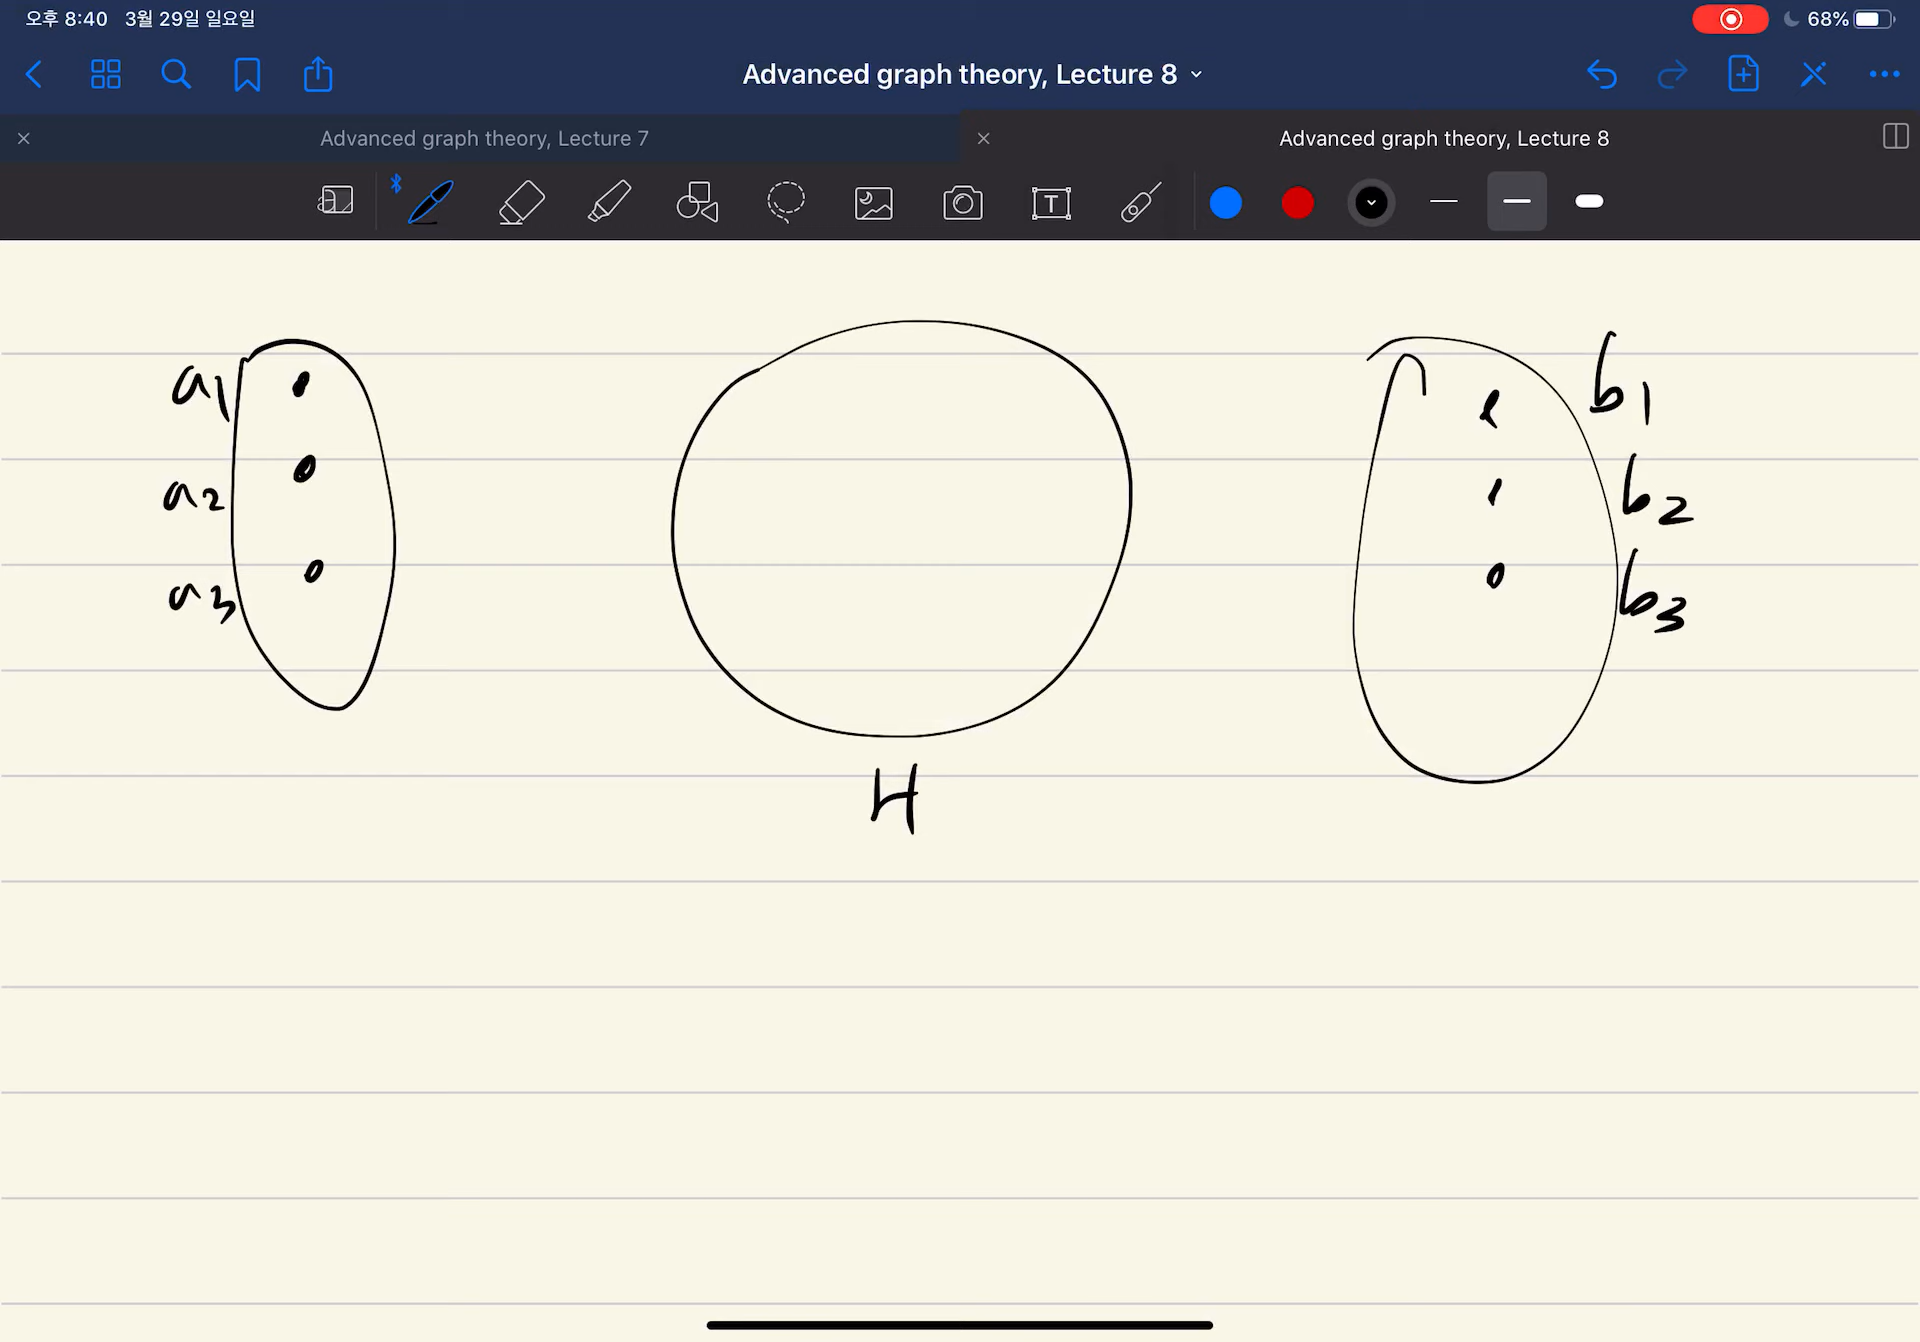 오후 8:40 3월 29일 일요일 68%
Advanced graph theory, Lecture 8
Advanced graph theory, Lecture 7 Advanced graph theory, Lecture 8
a1 b1
a2 b2
a3 b3
H